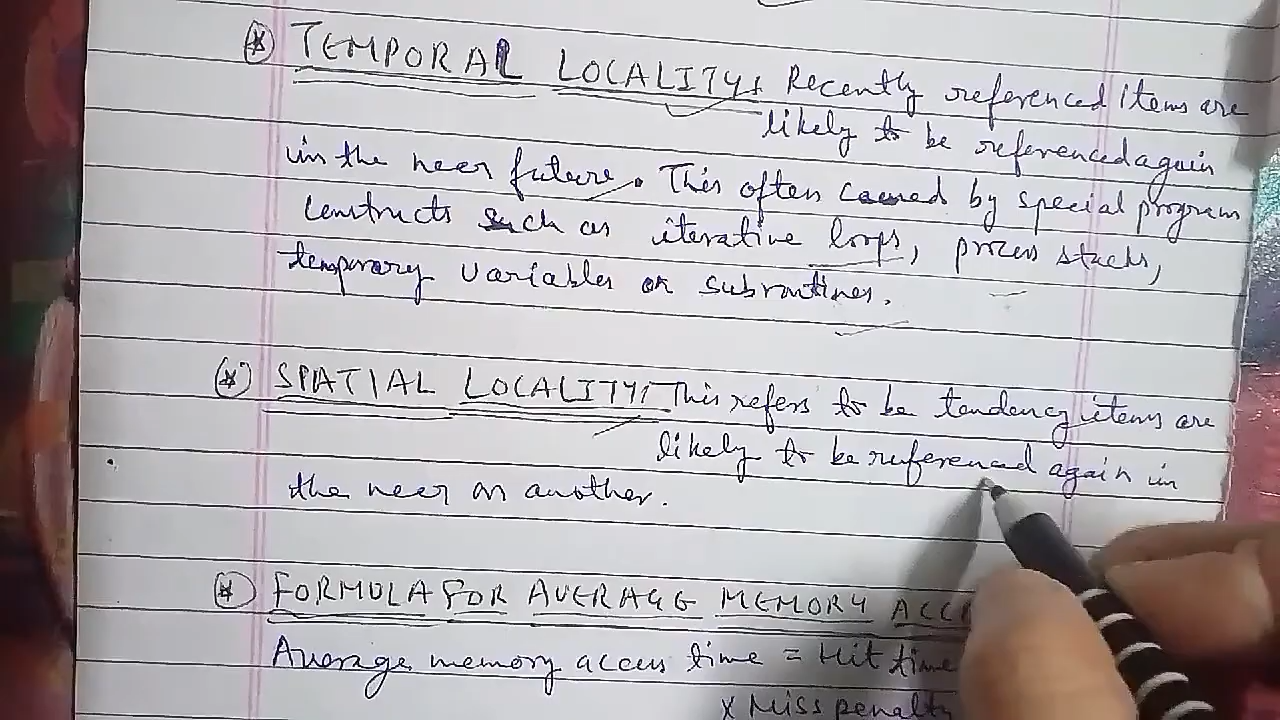 * TEMPORAL LOCALITY: Recently referenced items are
likely to be referenced again
in the near future. This often caused by special program
constructs such as iterative loops, process stacks,
temporary variables or subroutines.
* SPATIAL LOCALITY: This refers to be tendency items are
likely to be referenced again in
the near or another.
* FORMULA FOR AVERAGE MEMORY ACC
Average memory access time = Hit time
x Miss penalty